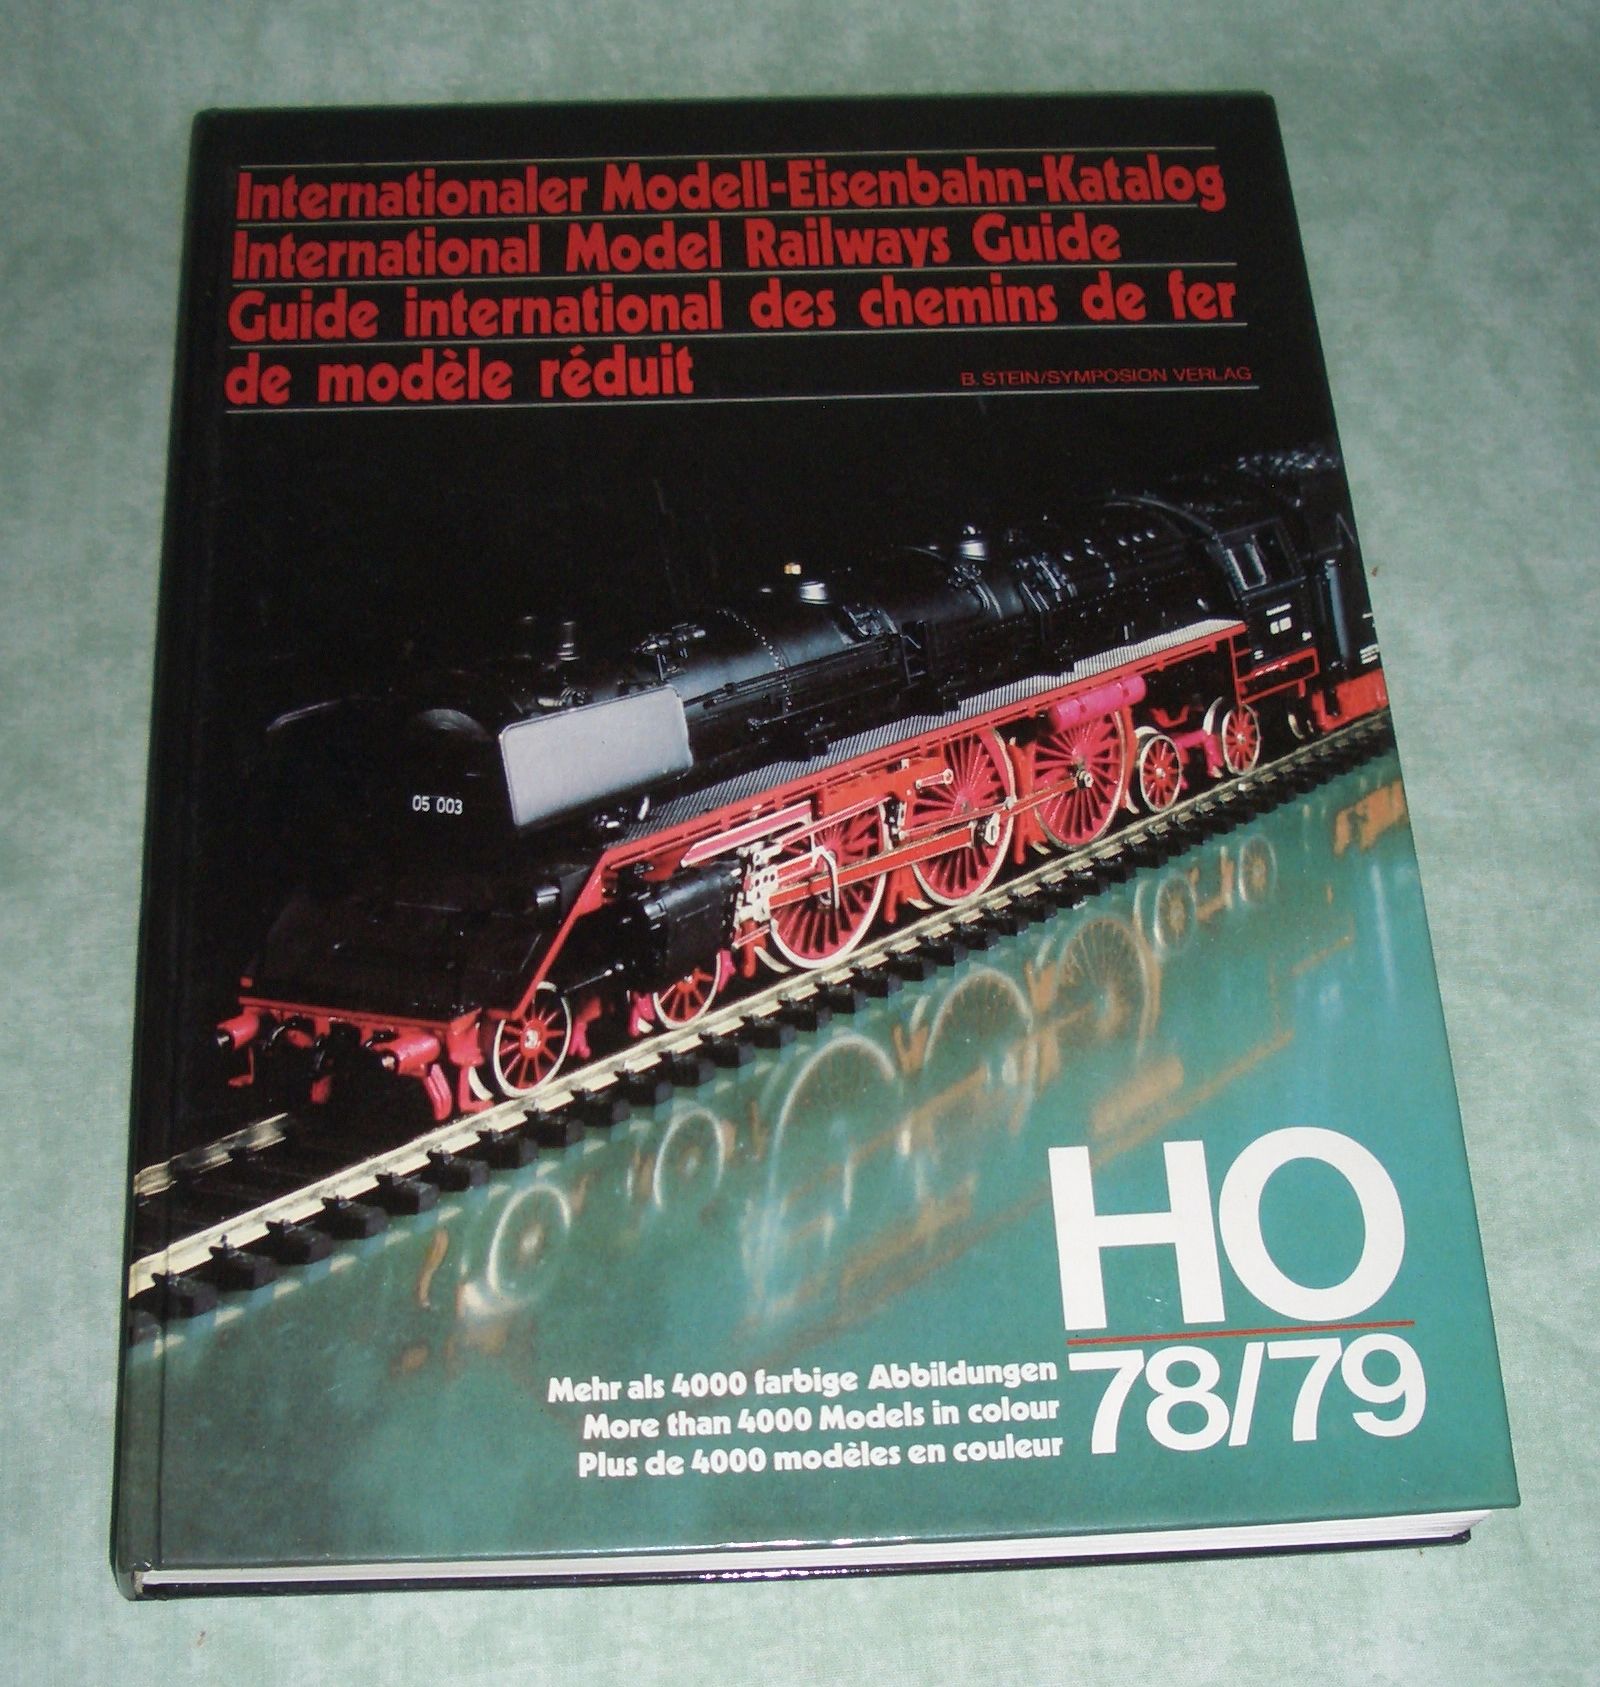 Internationaler Modell-Eisenbahn-Katalog
International Model Railways Guide
Guide international des chemins de fer
de modèle réduit
B. STEIN/SYMPOSION VERLAG
05 003
HO
78/79
Mehr als 4000 farbige Abbildungen
More than 4000 Models in colour
Plus de 4000 modèles en couleur